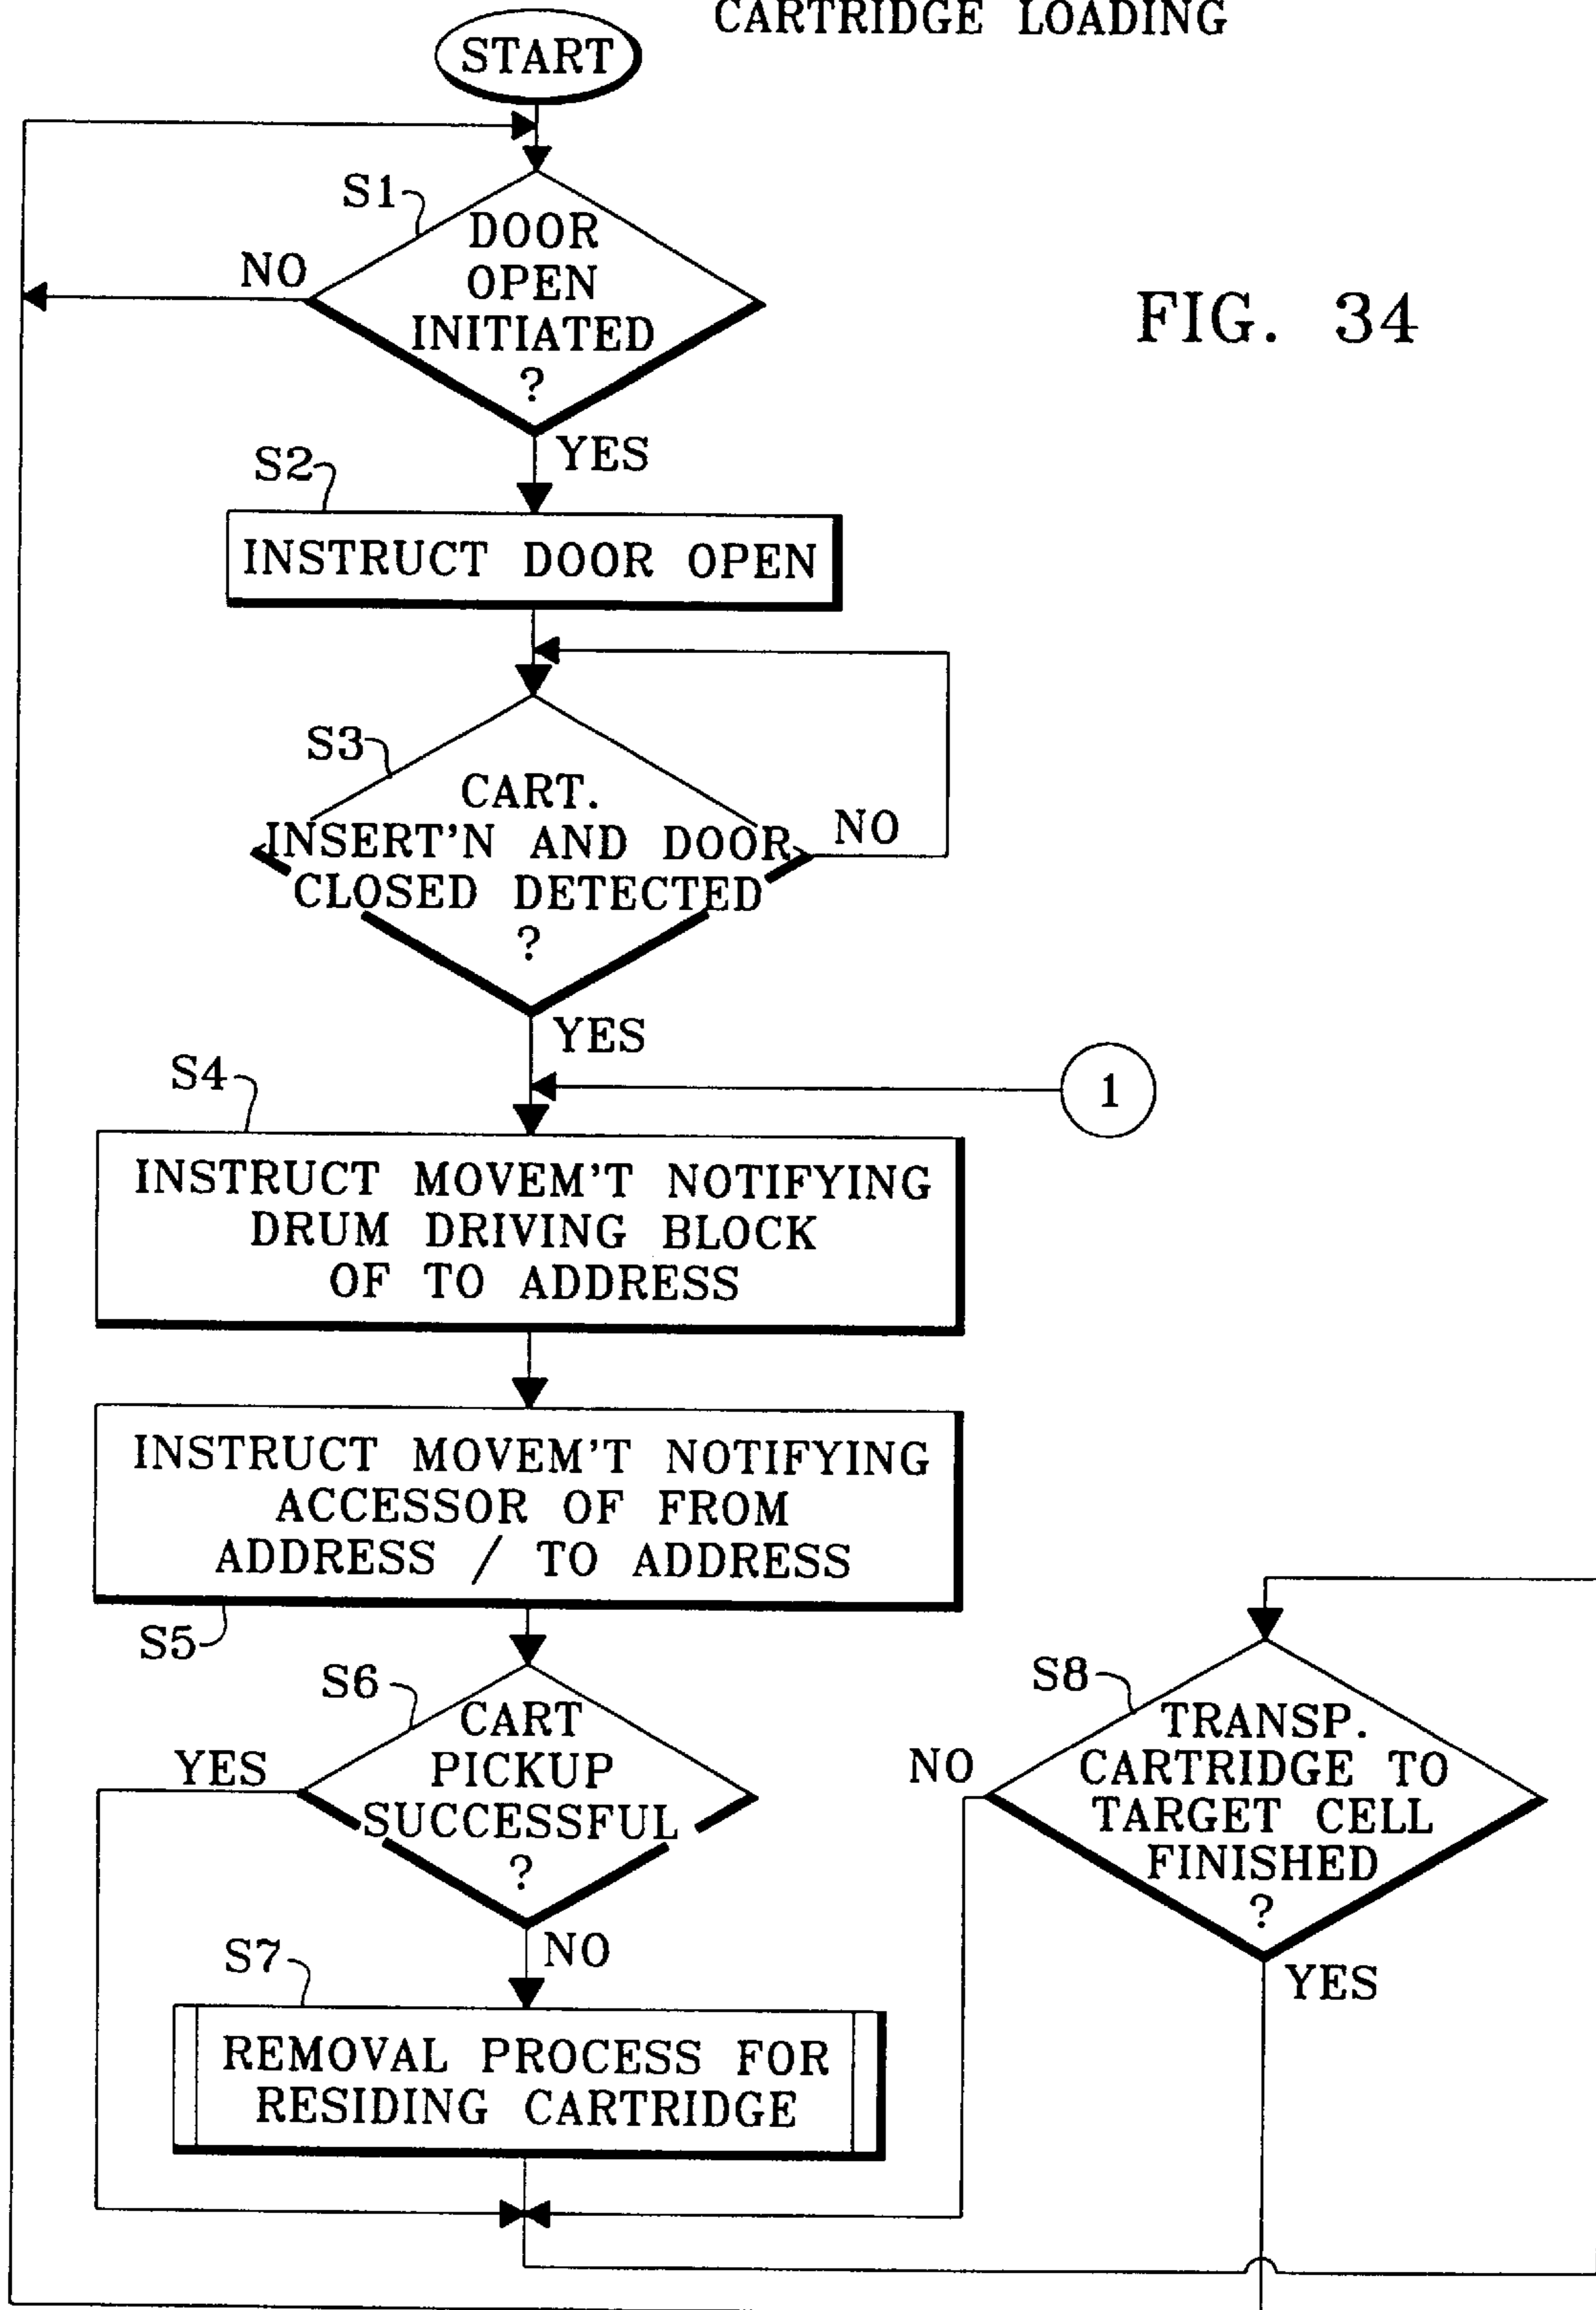 CARTRIDGE LOADING
START
S1
DOOR
OPEN
INITIATED
?
NO
YES
FIG. 34
S2
INSTRUCT DOOR OPEN
S3
CART.
INSERT'N AND DOOR
CLOSED DETECTED
?
NO
YES
1
S4
INSTRUCT MOVEM'T NOTIFYING
DRUM DRIVING BLOCK
OF TO ADDRESS
INSTRUCT MOVEM'T NOTIFYING
ACCESSOR OF FROM
ADDRESS / TO ADDRESS
S5
S6
CART
PICKUP
SUCCESSFUL
?
YES
NO
S7
REMOVAL PROCESS FOR
RESIDING CARTRIDGE
S8
TRANSP.
CARTRIDGE TO
TARGET CELL
FINISHED
?
NO
YES